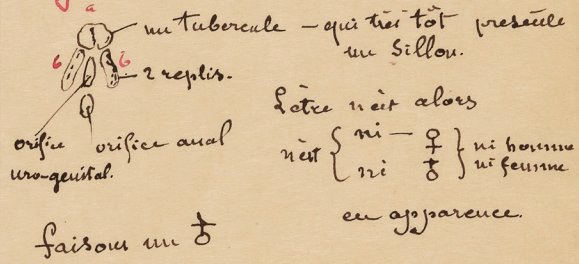 a
un tubercule — qui très tôt présente
un Sillon.
b b
2 replis.
L'être n'est alors
orifice orifice anal
uro-génital.
n'est { ni — ♀ } ni homme
ni ♁ ni femme
en apparence.
faisons un ♁